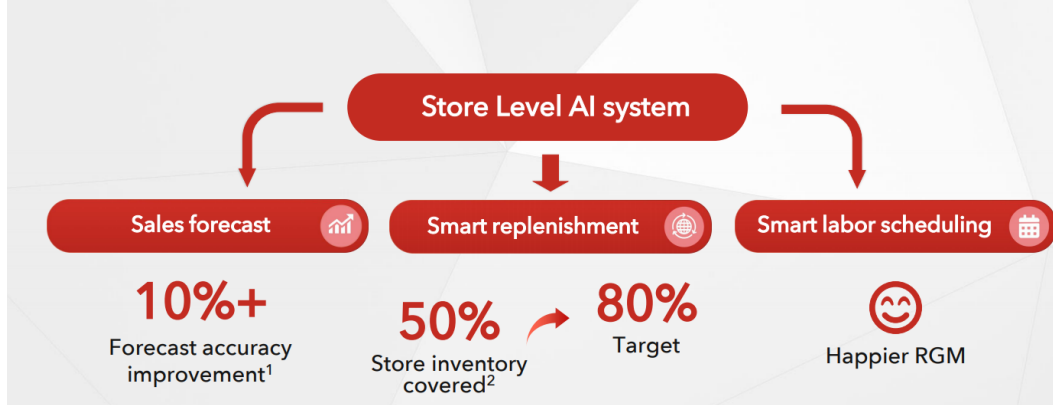 Store Level AI system
Sales forecast
Smart replenishment
Smart labor scheduling
10%+
Forecast accuracy
improvement1
50%
Store inventory
covered2
80%
Target
Happier RGM